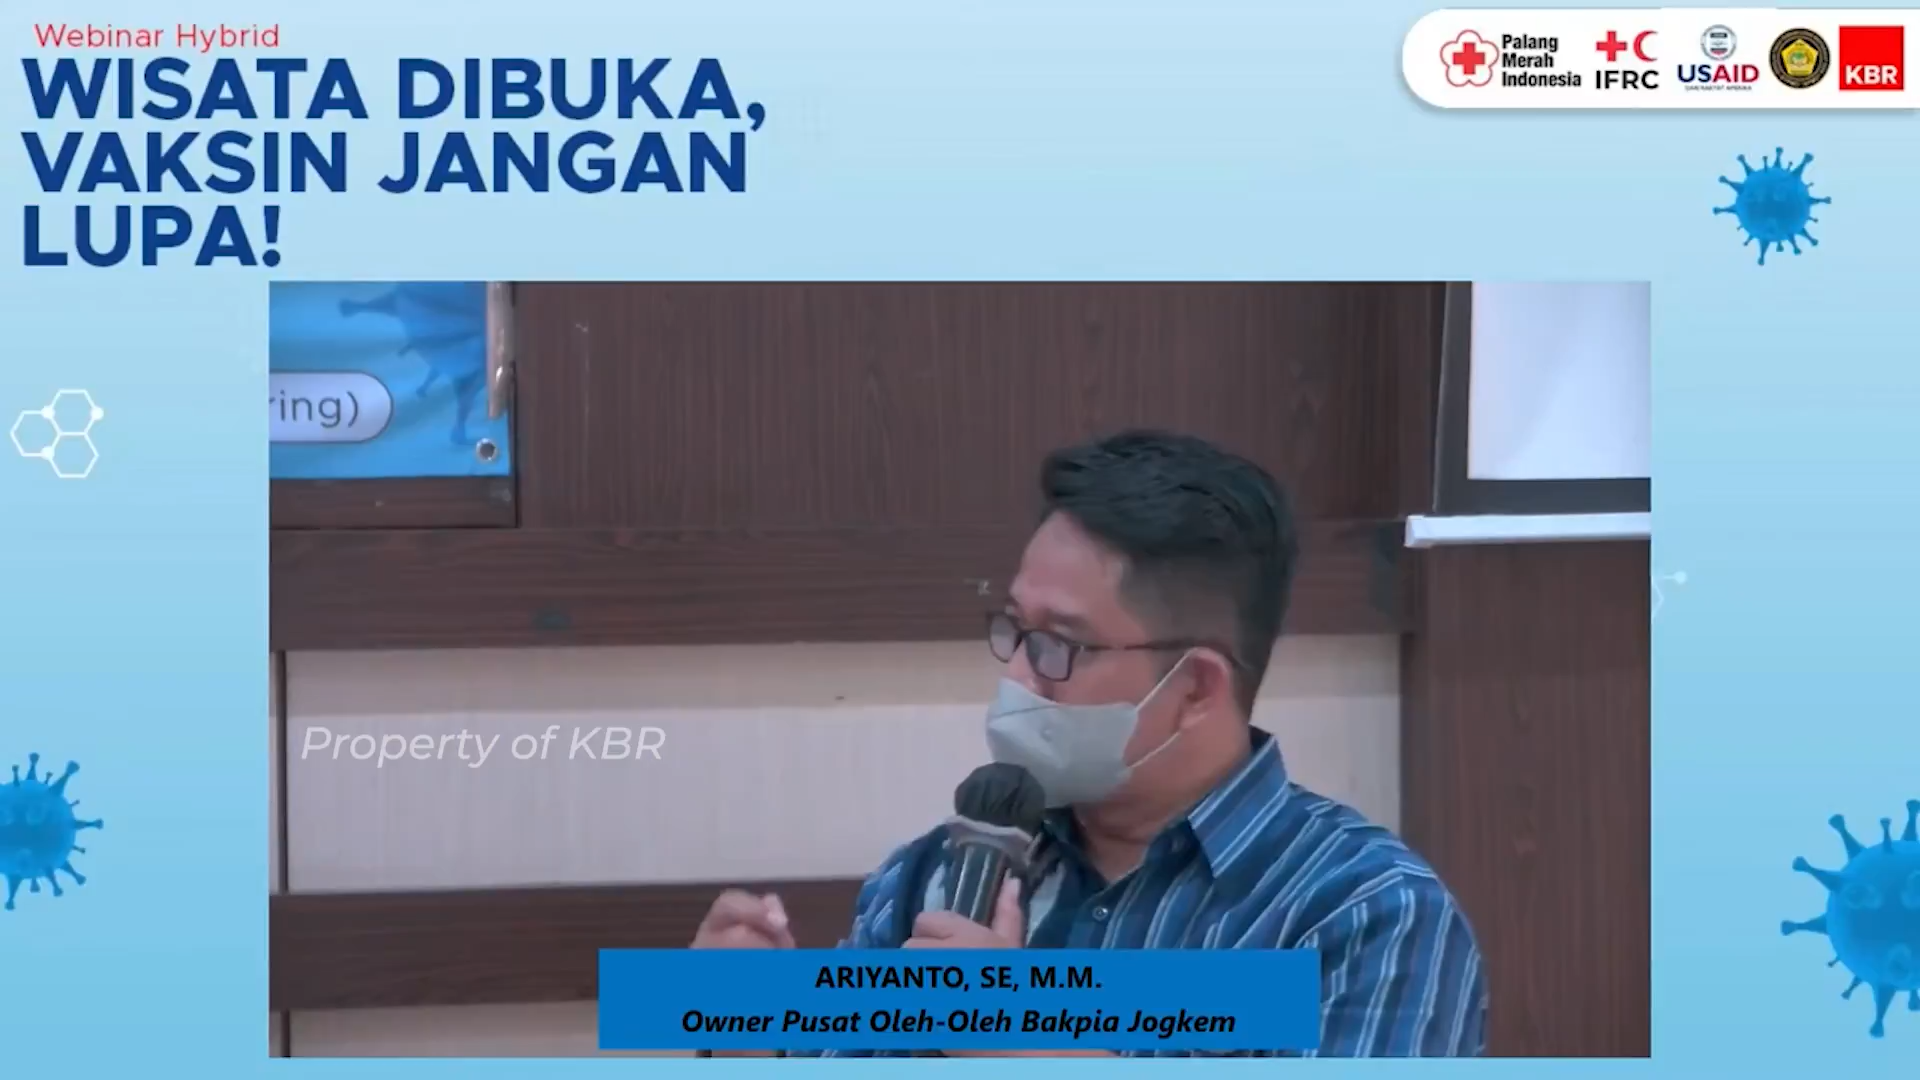 Webinar Hybrid
WISATA DIBUKA,
VAKSIN JANGAN
LUPA!
Palang
Merah
Indonesia
IFRC
USAID
KBR
ring)
Property of KBR
ARIYANTO, SE, M.M.
Owner Pusat Oleh-Oleh Bakpia Jogkem